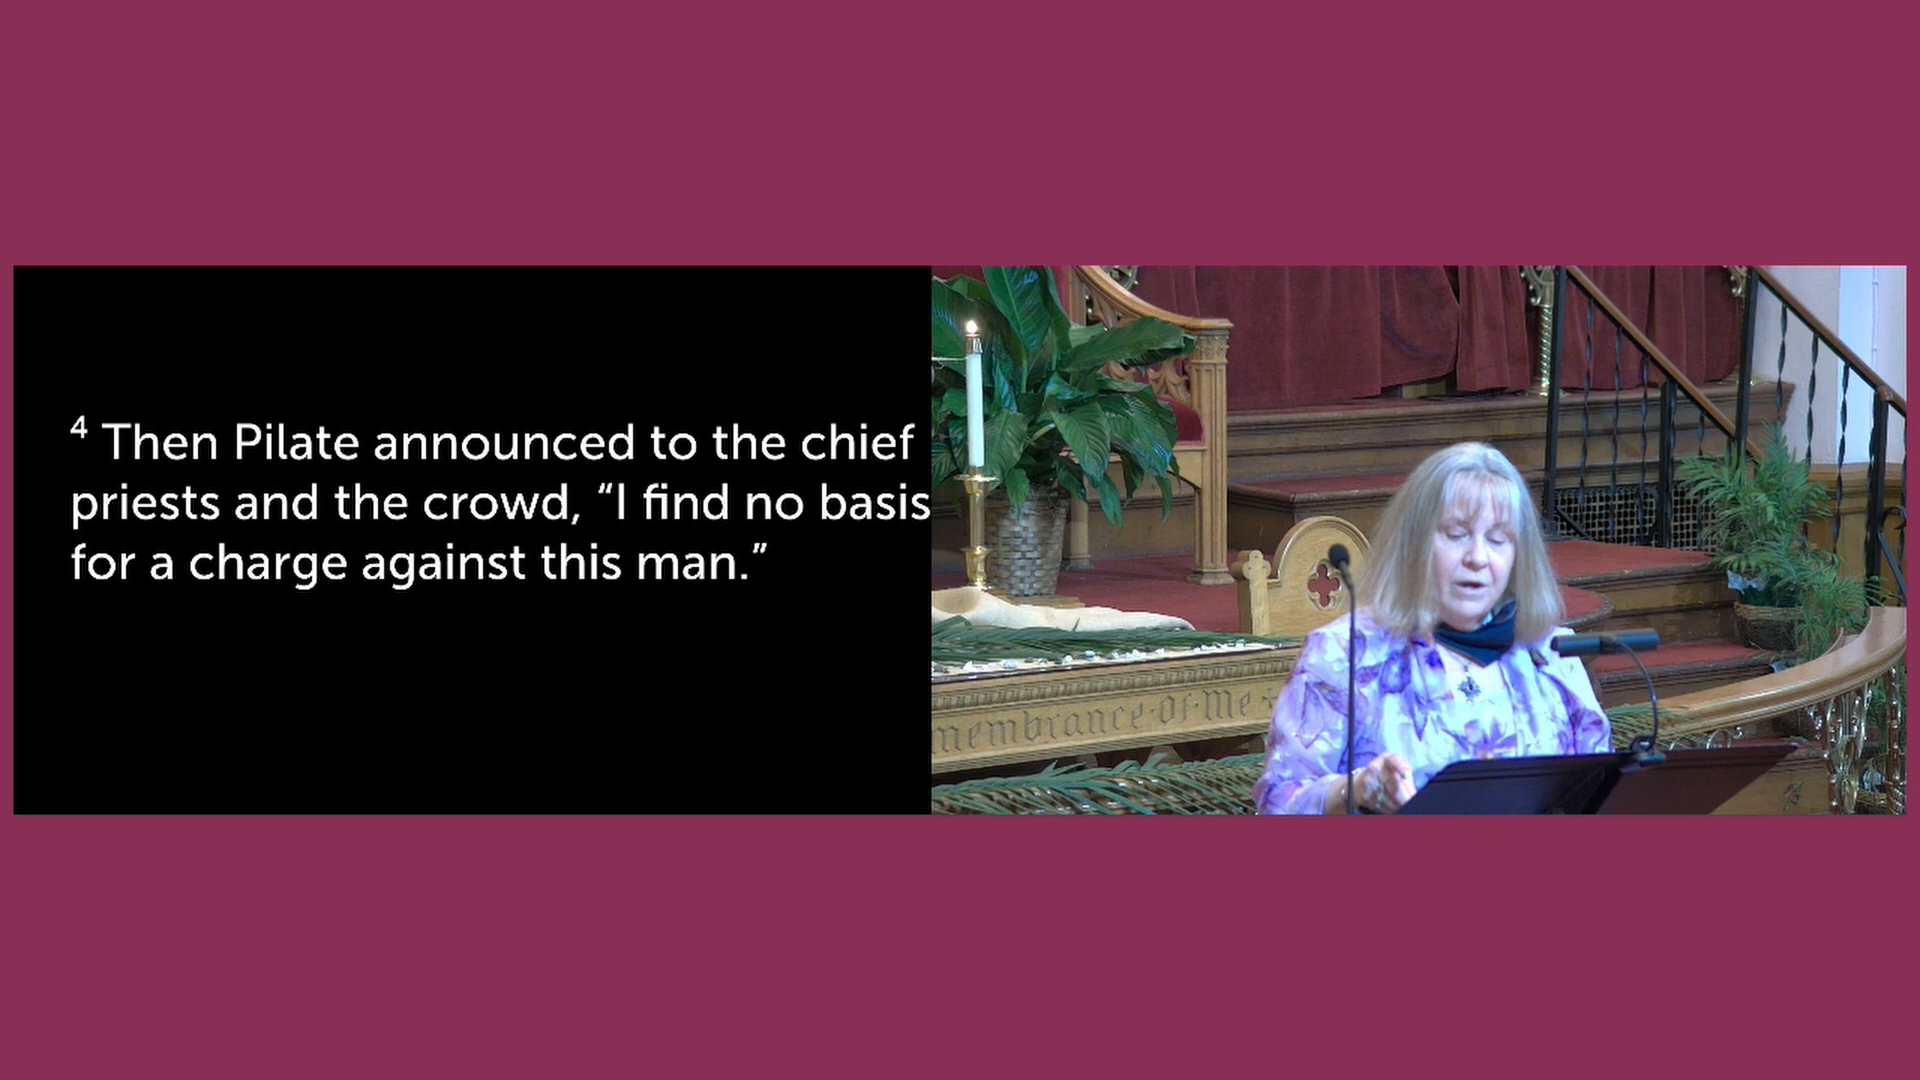 ⁴ Then Pilate announced to the chief
priests and the crowd, “I find no basis
for a charge against this man.”
membrance·of·Me